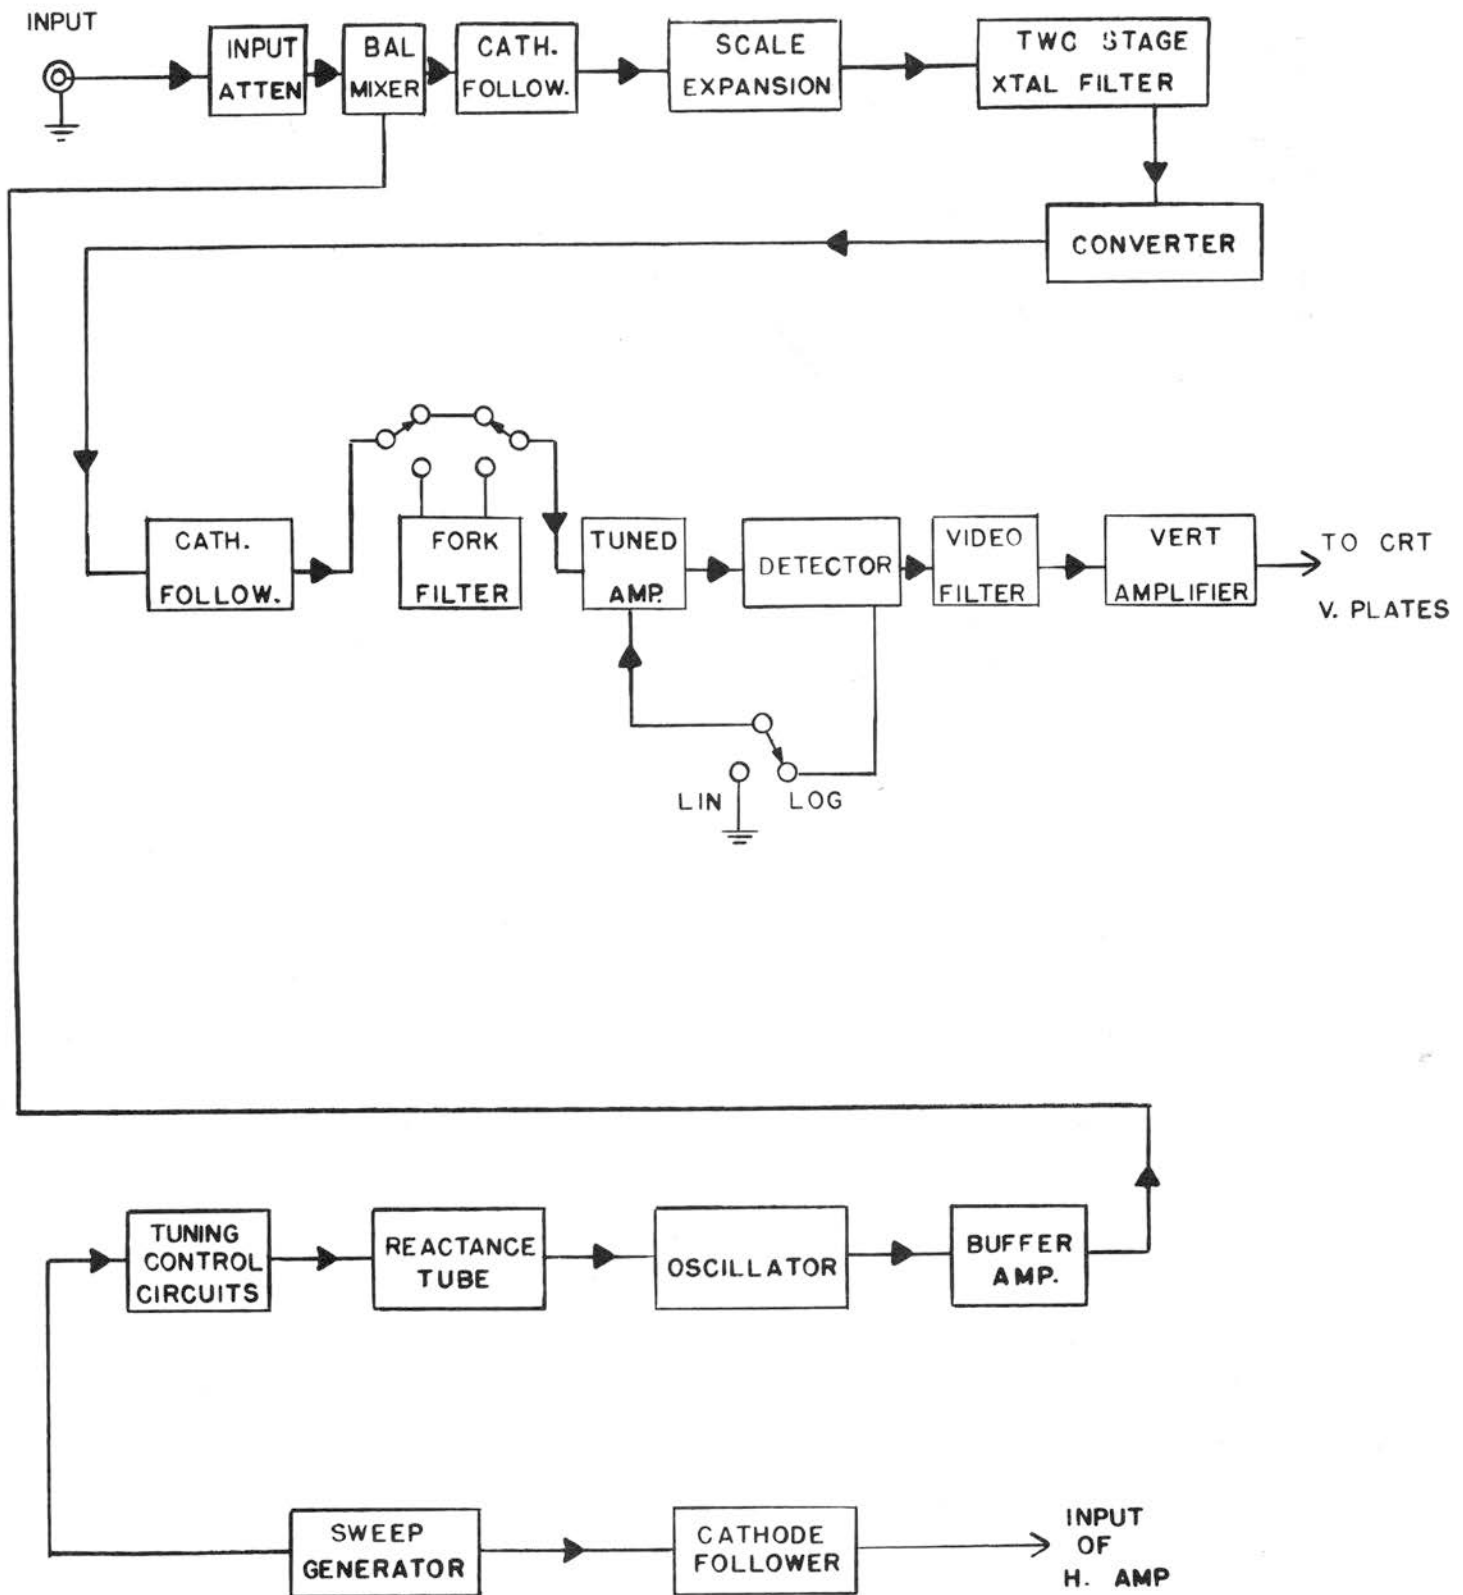 INPUT
INPUT
ATTEN
BAL
MIXER
CATH.
FOLLOW.
SCALE
EXPANSION
TWC STAGE
XTAL FILTER
CONVERTER
CATH.
FOLLOW.
FORK
FILTER
TUNED
AMP.
DETECTOR
VIDEO
FILTER
VERT
AMPLIFIER
TO CRT
V. PLATES
LIN
LOG
TUNING
CONTROL
CIRCUITS
REACTANCE
TUBE
OSCILLATOR
BUFFER
AMP.
SWEEP
GENERATOR
CATHODE
FOLLOWER
INPUT
OF
H. AMP